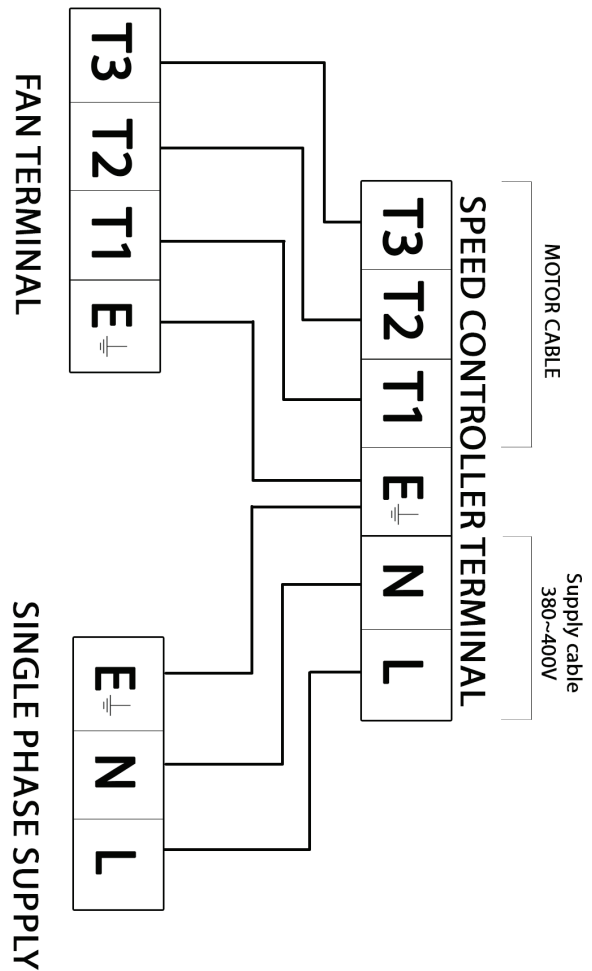 MOTOR CABLE
Supply cable
380~400V
SPEED CONTROLLER TERMINAL
T3 T2 T1 E N L
T3 T2 T1 E
FAN TERMINAL
E N L
SINGLE PHASE SUPPLY